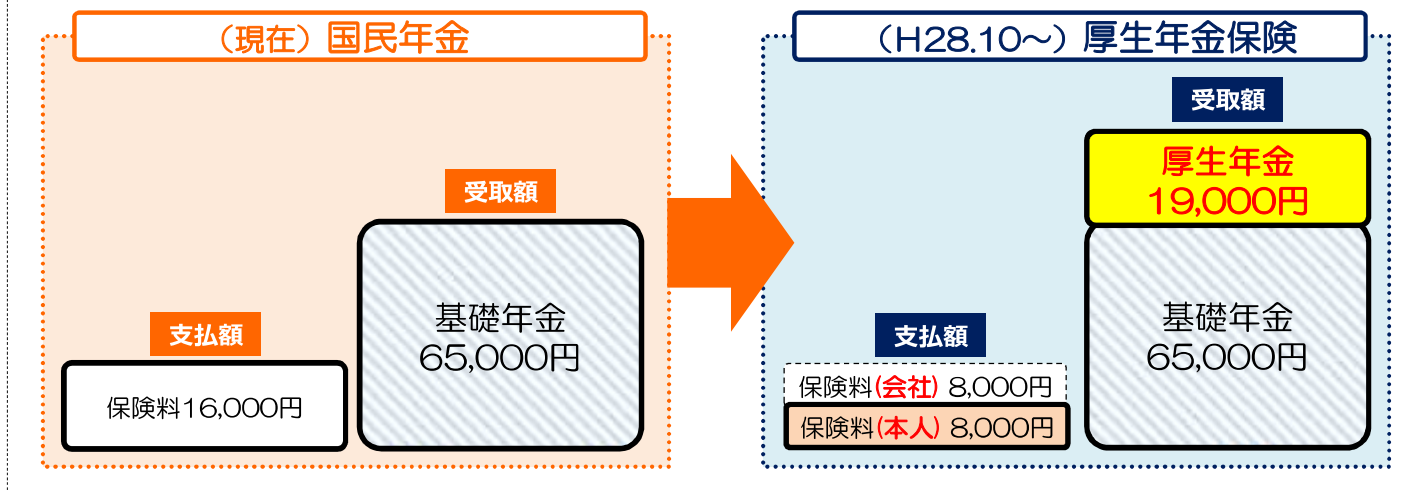 （現在）国民年金
受取額
基礎年金
65,000円
支払額
保険料16,000円
（H28.10～）厚生年金保険
受取額
厚生年金
19,000円
基礎年金
65,000円
支払額
保険料(会社) 8,000円
保険料(本人) 8,000円